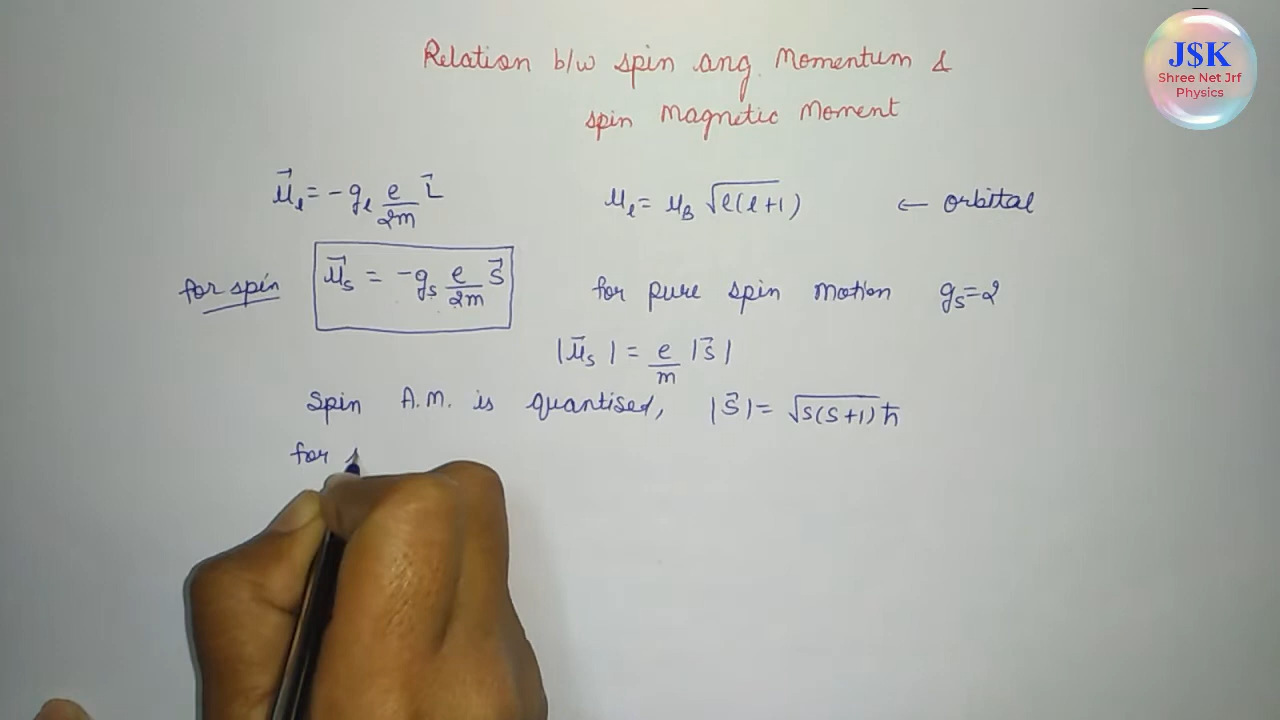 Relation b/w spin ang. Momentum &
spin Magnetic Moment
JSK
Shree Net Jrf
Physics
μ⃗ₗ = -gₗ e/2m L⃗    μₗ = μ_B √l(l+1)    ← orbital
for spin    μ⃗ₛ = -gₛ e/2m S⃗    for pure spin motion gₛ=2
|μ⃗ₛ| = e/m |S⃗|
Spin A.M. is quantised, |S⃗| = √s(s+1) ħ
for